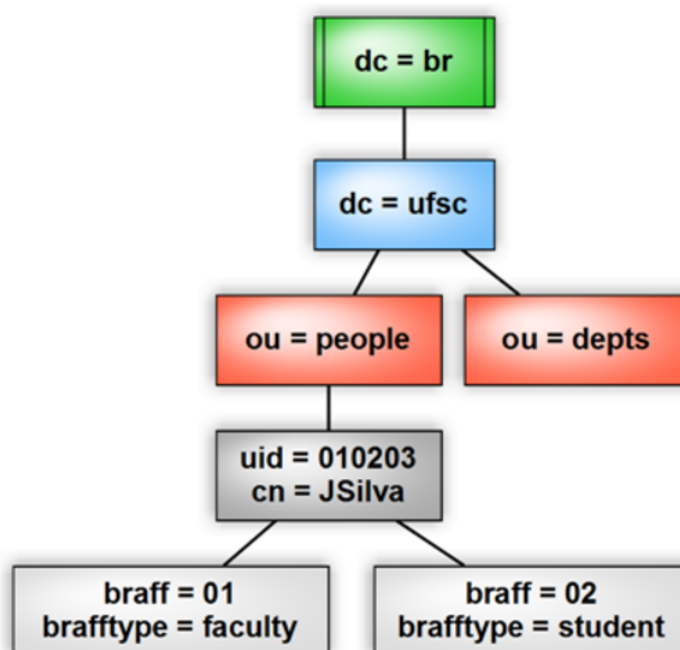 dc = br
dc = ufsc
ou = people
ou = depts
uid = 010203
cn = JSilva
braff = 01
brafftype = faculty
braff = 02
brafftype = student